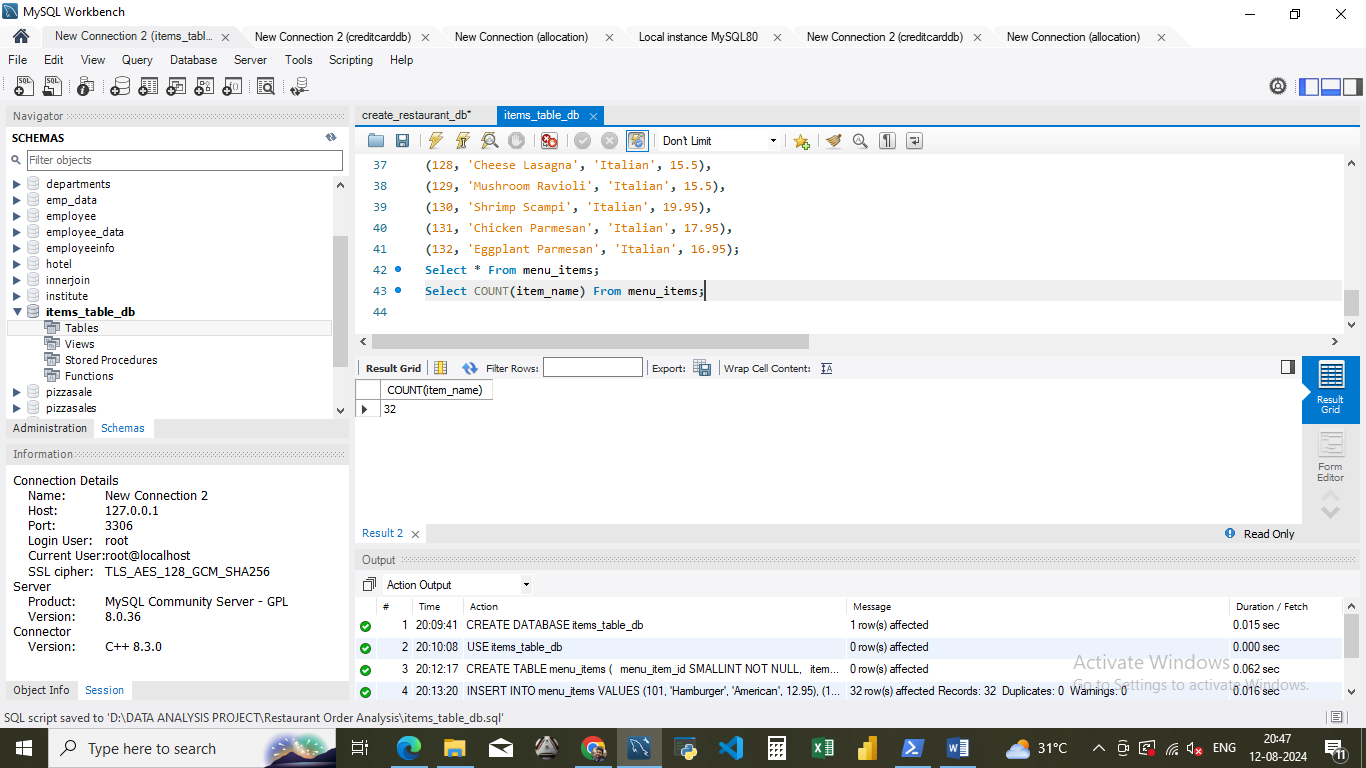 MySQL Workbench
New Connection 2 (items_tabl...
New Connection 2 (creditcarddb)
New Connection (allocation)
Local instance MySQL80
New Connection 2 (creditcarddb)
New Connection (allocation)
File Edit View Query Database Server Tools Scripting Help
Navigator
SCHEMAS
Filter objects
departments
emp_data
employee
employee_data
employeeinfo
hotel
innerjoin
institute
items_table_db
Tables
Views
Stored Procedures
Functions
pizzasale
pizzasales
Administration Schemas
Information
Connection Details
Name: New Connection 2
Host: 127.0.0.1
Port: 3306
Login User: root
Current User:root@localhost
SSL cipher: TLS_AES_128_GCM_SHA256
Server
Product: MySQL Community Server - GPL
Version: 8.0.36
Connector
Version: C++ 8.3.0
Object Info Session
create_restaurant_db* items_table_db
Don't Limit
37 (128, 'Cheese Lasagna', 'Italian', 15.5),
38 (129, 'Mushroom Ravioli', 'Italian', 15.5),
39 (130, 'Shrimp Scampi', 'Italian', 19.95),
40 (131, 'Chicken Parmesan', 'Italian', 17.95),
41 (132, 'Eggplant Parmesan', 'Italian', 16.95);
42 Select * From menu_items;
43 Select COUNT(item_name) From menu_items;
44
Result Grid Filter Rows: Export: Wrap Cell Content:
COUNT(item_name)
32
Result Grid
Form Editor
Result 2 Read Only
Output
Action Output
# Time Action Message Duration / Fetch
1 20:09:41 CREATE DATABASE items_table_db 1 row(s) affected 0.015 sec
2 20:10:08 USE items_table_db 0 row(s) affected 0.000 sec
3 20:12:17 CREATE TABLE menu_items ( menu_item_id SMALLINT NOT NULL, item... 0 row(s) affected 0.062 sec
4 20:13:20 INSERT INTO menu_items VALUES (101, 'Hamburger', 'American', 12.95), (1... 32 row(s) affected Records: 32 Duplicates: 0 Warnings: 0 0.016 sec
Activate Windows
Go to Settings to activate Windows.
SQL script saved to 'D:\DATA ANALYSIS PROJECT\Restaurant Order Analysis\items_table_db.sql'
Type here to search
31°C
ENG
20:47
12-08-2024
11